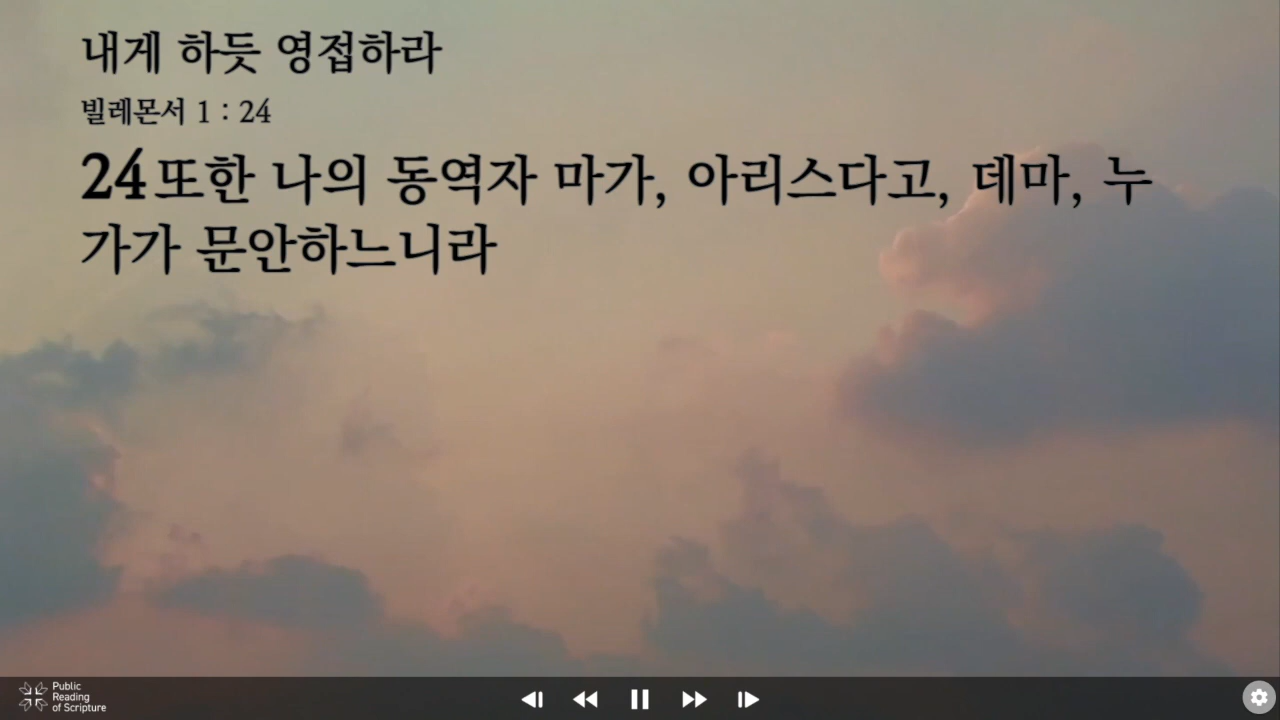 내게 하듯 영접하라
빌레몬서 1 : 24
24 또한 나의 동역자 마가, 아리스다고, 데마, 누
가가 문안하느니라
Public
Reading
of Scripture